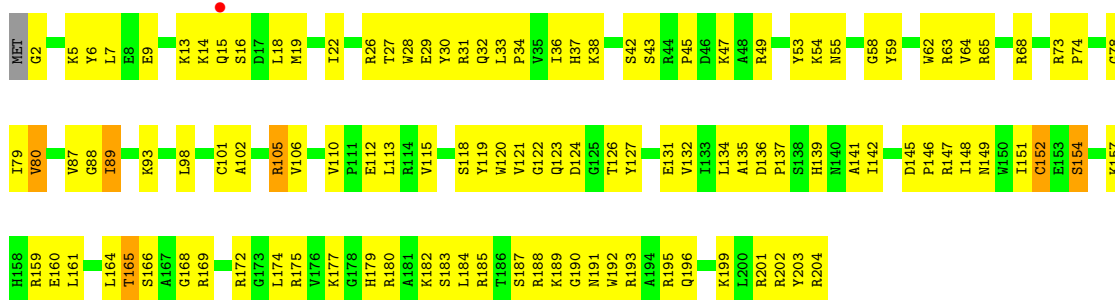 MET G2 K5 Y6 L7 E8 E9 K13 K14 Q15 S16 D17 L18 M19 I22 R26 T27 W28 E29 Y30 R31 Q32 L33 P34 V35 I36 H37 K38 S42 S43 R44 P45 D46 K47 A48 R49 Y53 K54 N55 G58 Y59 W62 R63 V64 R65 R68 R73 P74
I79 V80 V87 G88 I89 K93 L98 C101 A102 R105 V106 V110 P111 E112 L113 R114 V115 S118 Y119 W120 V121 G122 Q123 D124 G125 T126 Y127 E131 V132 I133 L134 A135 D136 P137 S138 H139 N140 A141 I142 D145 P146 R147 I148 N149 W150 I151 C152 E153 S154
H158 R159 E160 L161 L164 T165 S166 A167 G168 R169 R172 G173 L174 R175 V176 K177 G178 H179 R180 A181 K182 S183 L184 R185 T186 S187 R188 K189 G190 N191 W192 R193 A194 R195 Q196 K199 L200 R201 R202 Y203 R204